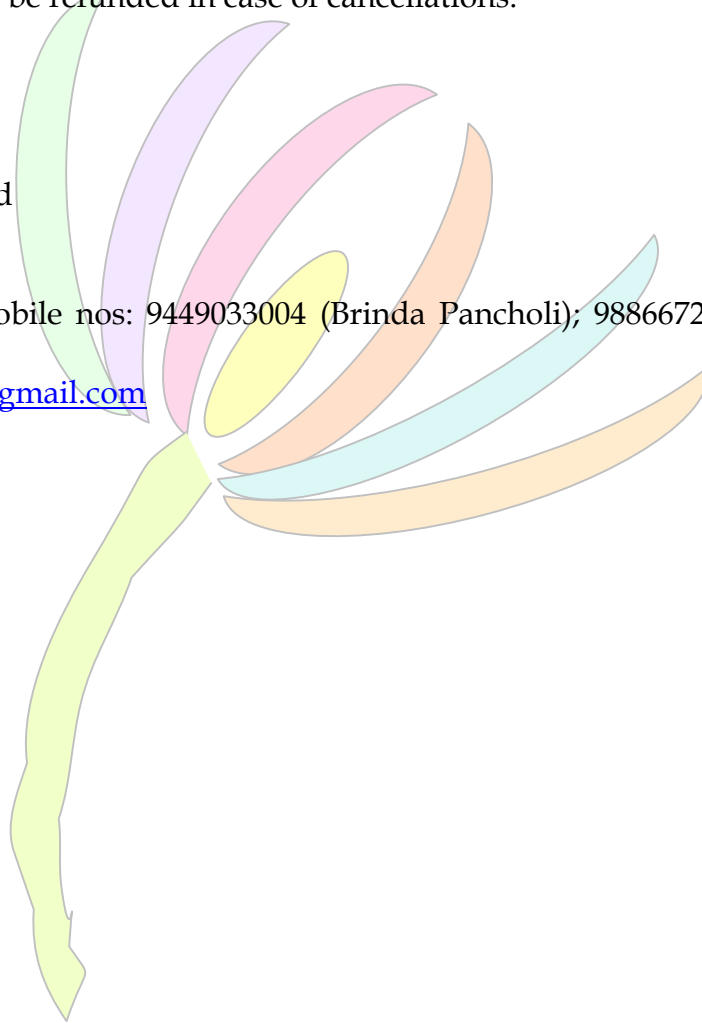 be refunded in case of cancellations.
d
obile nos: 9449033004 (Brinda Pancholi); 9886672
gmail.com